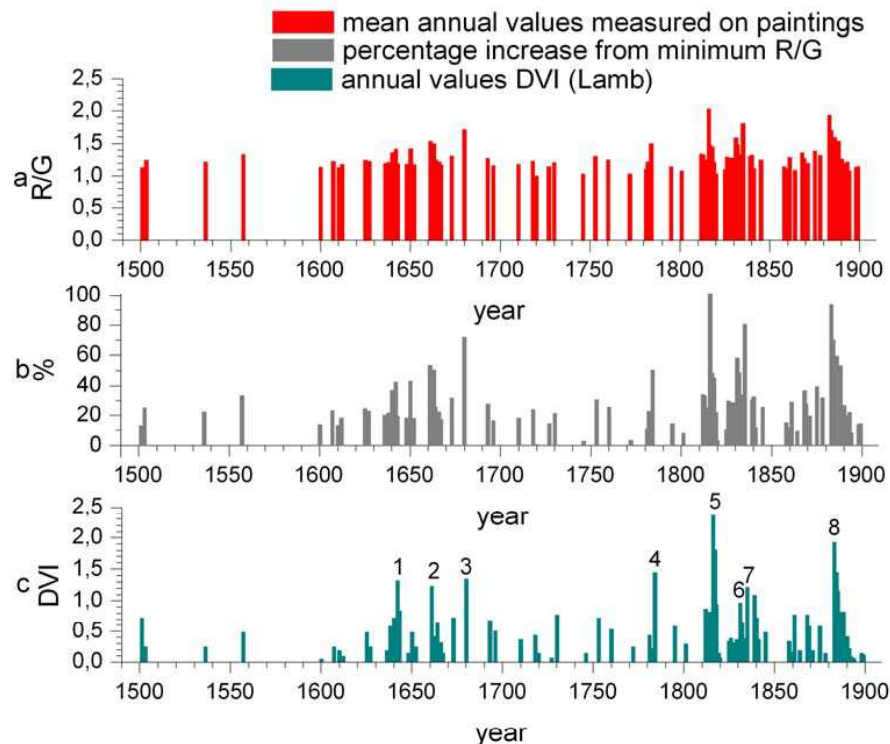 mean annual values measured on paintings
percentage increase from minimum R/G
annual values DVI (Lamb)
2,5
2,0
1,5
1,0
0,5
0,0
a
R/G
1500 1550 1600 1650 1700 1750 1800 1850 1900
year
100
80
60
40
20
0
b
%
1500 1550 1600 1650 1700 1750 1800 1850 1900
year
2,5
2,0
1,5
1,0
0,5
0,0
c
DVI
1 2 3 4 5 6 7 8
1500 1550 1600 1650 1700 1750 1800 1850 1900
year